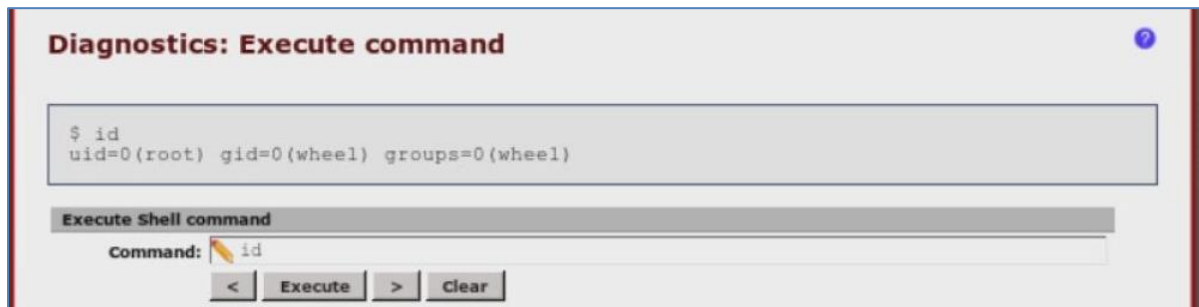 Diagnostics: Execute command
?
$ id
uid=0(root) gid=0(wheel) groups=0(wheel)
Execute Shell command
Command: id
< Execute > Clear